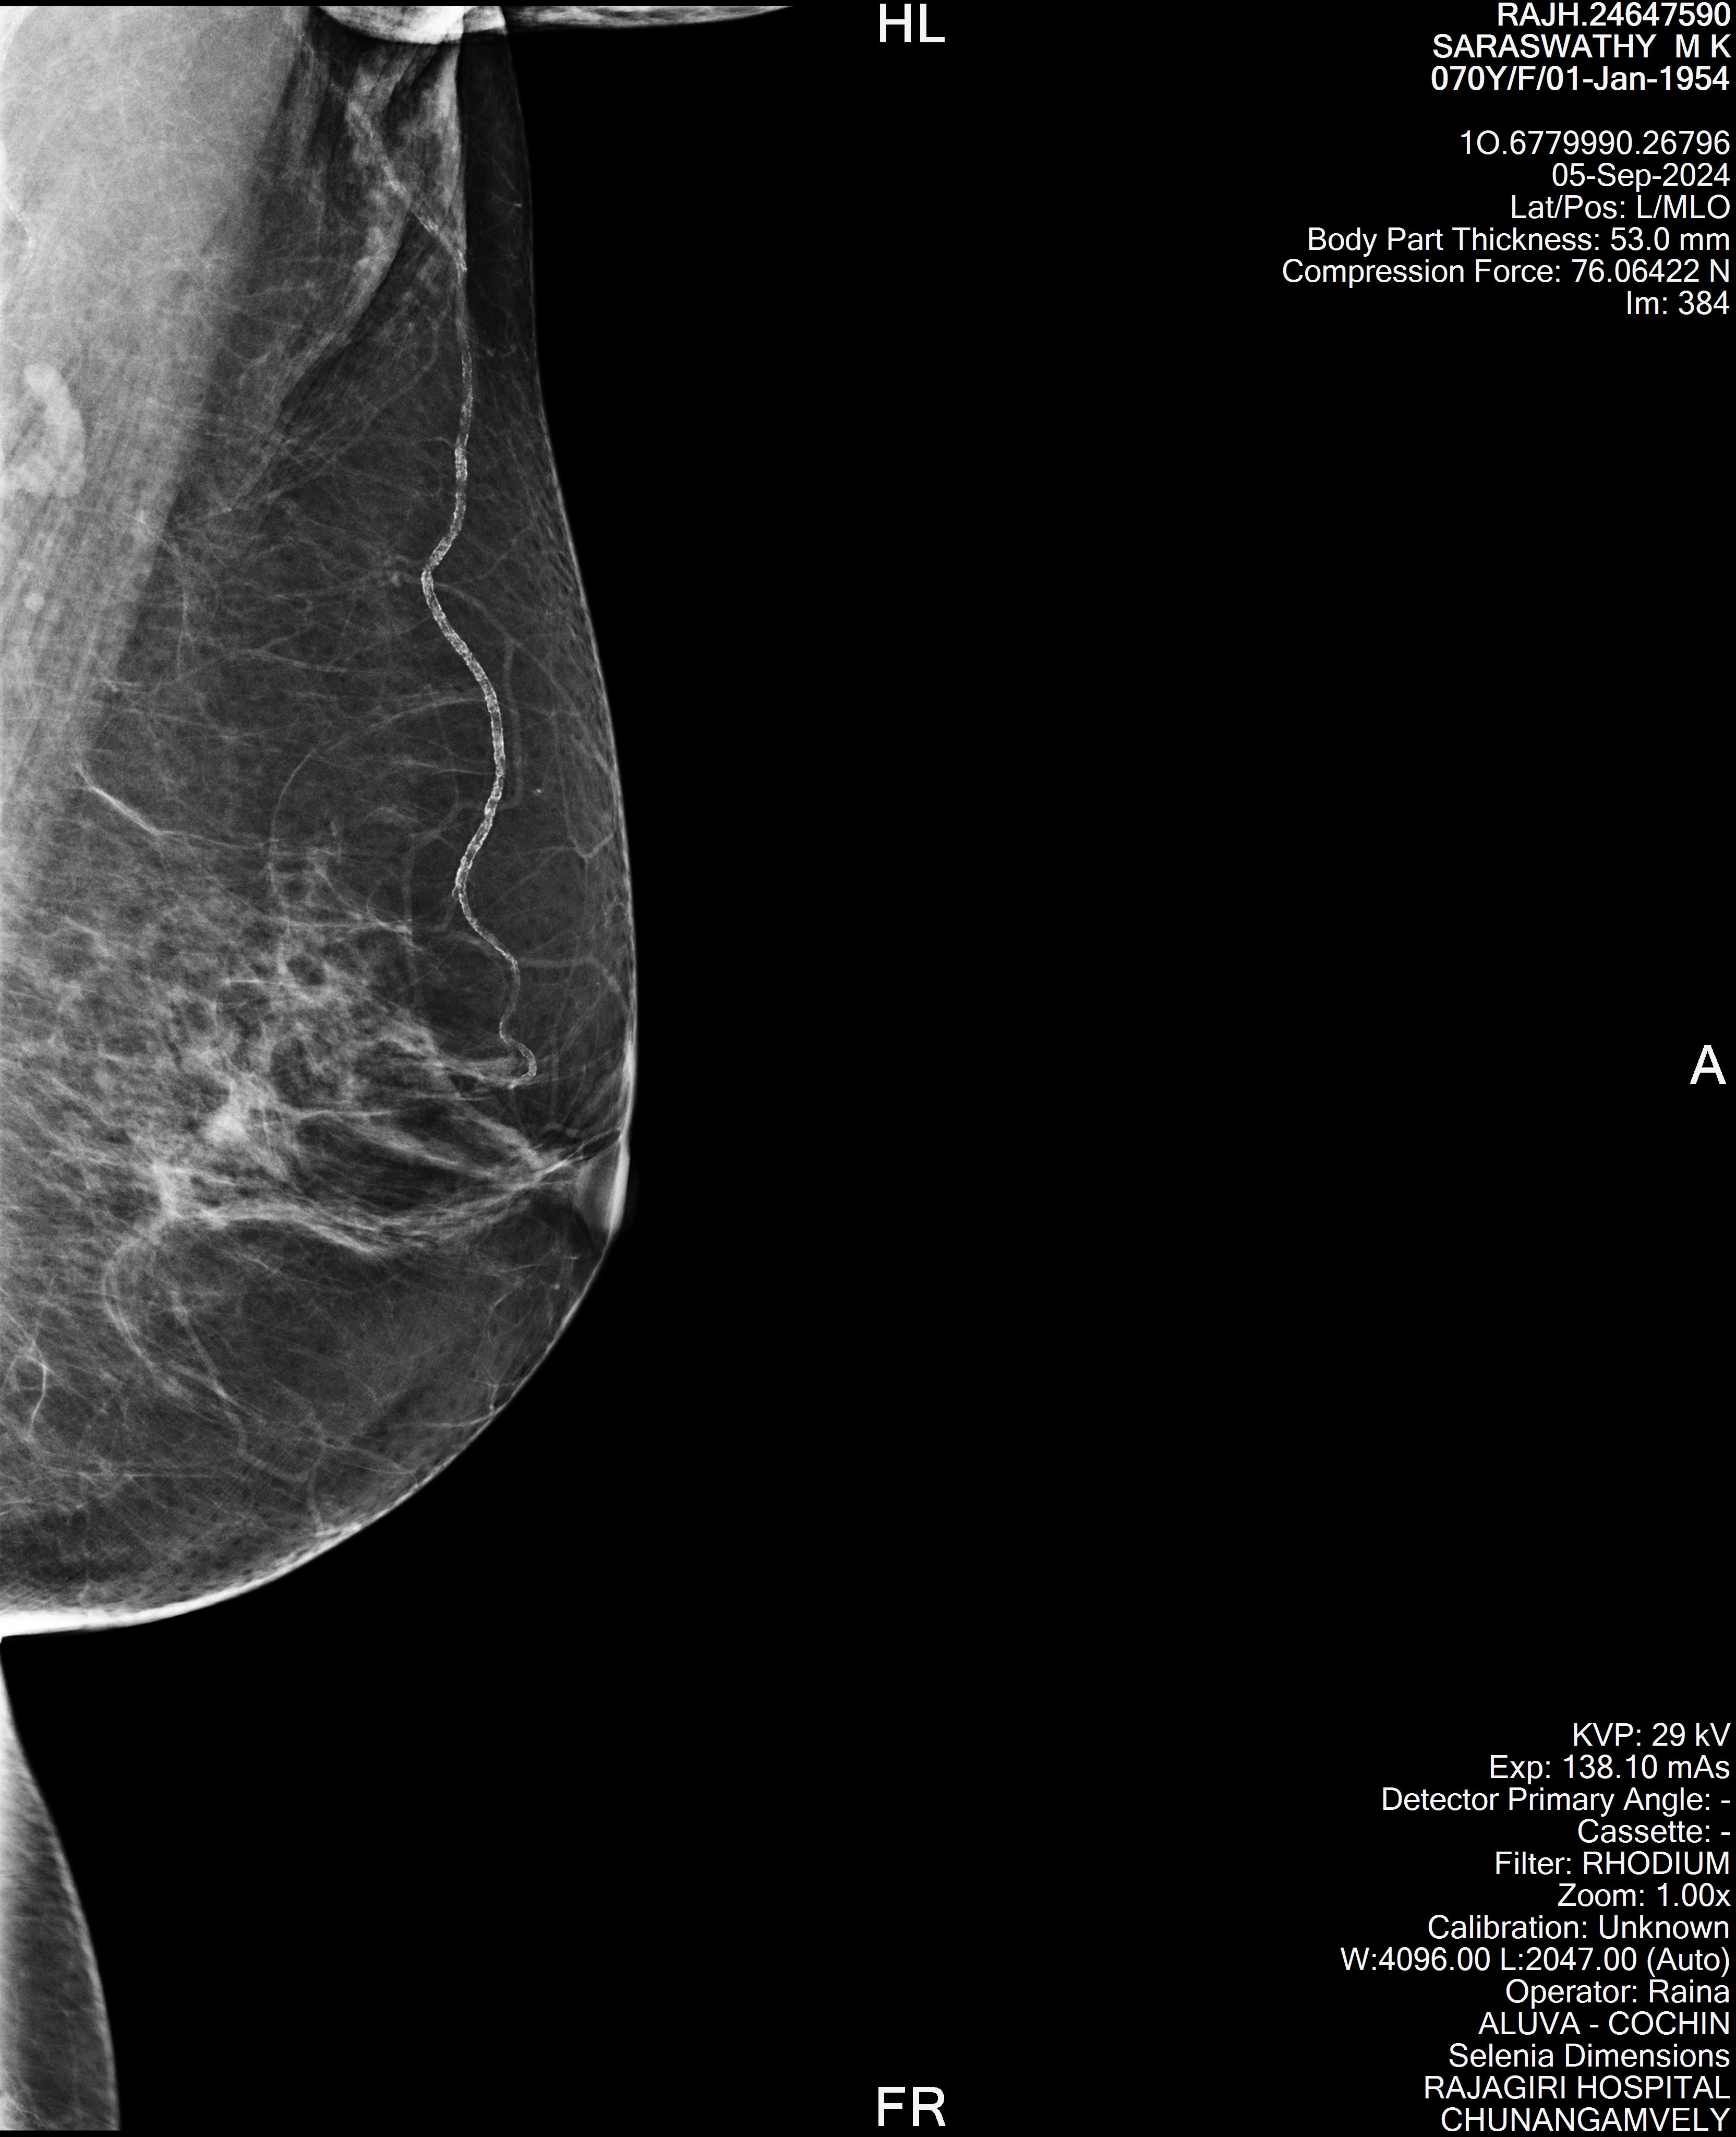 HL
RAJH.24647590
SARASWATHY M K
070Y/F/01-Jan-1954
1O.6779990.26796
05-Sep-2024
Lat/Pos: L/MLO
Body Part Thickness: 53.0 mm
Compression Force: 76.06422 N
Im: 384
A
KVP: 29 kV
Exp: 138.10 mAs
Detector Primary Angle: -
Cassette: -
Filter: RHODIUM
Zoom: 1.00x
Calibration: Unknown
W:4096.00 L:2047.00 (Auto)
Operator: Raina
ALUVA - COCHIN
Selenia Dimensions
RAJAGIRI HOSPITAL
CHUNANGAMVELY
FR